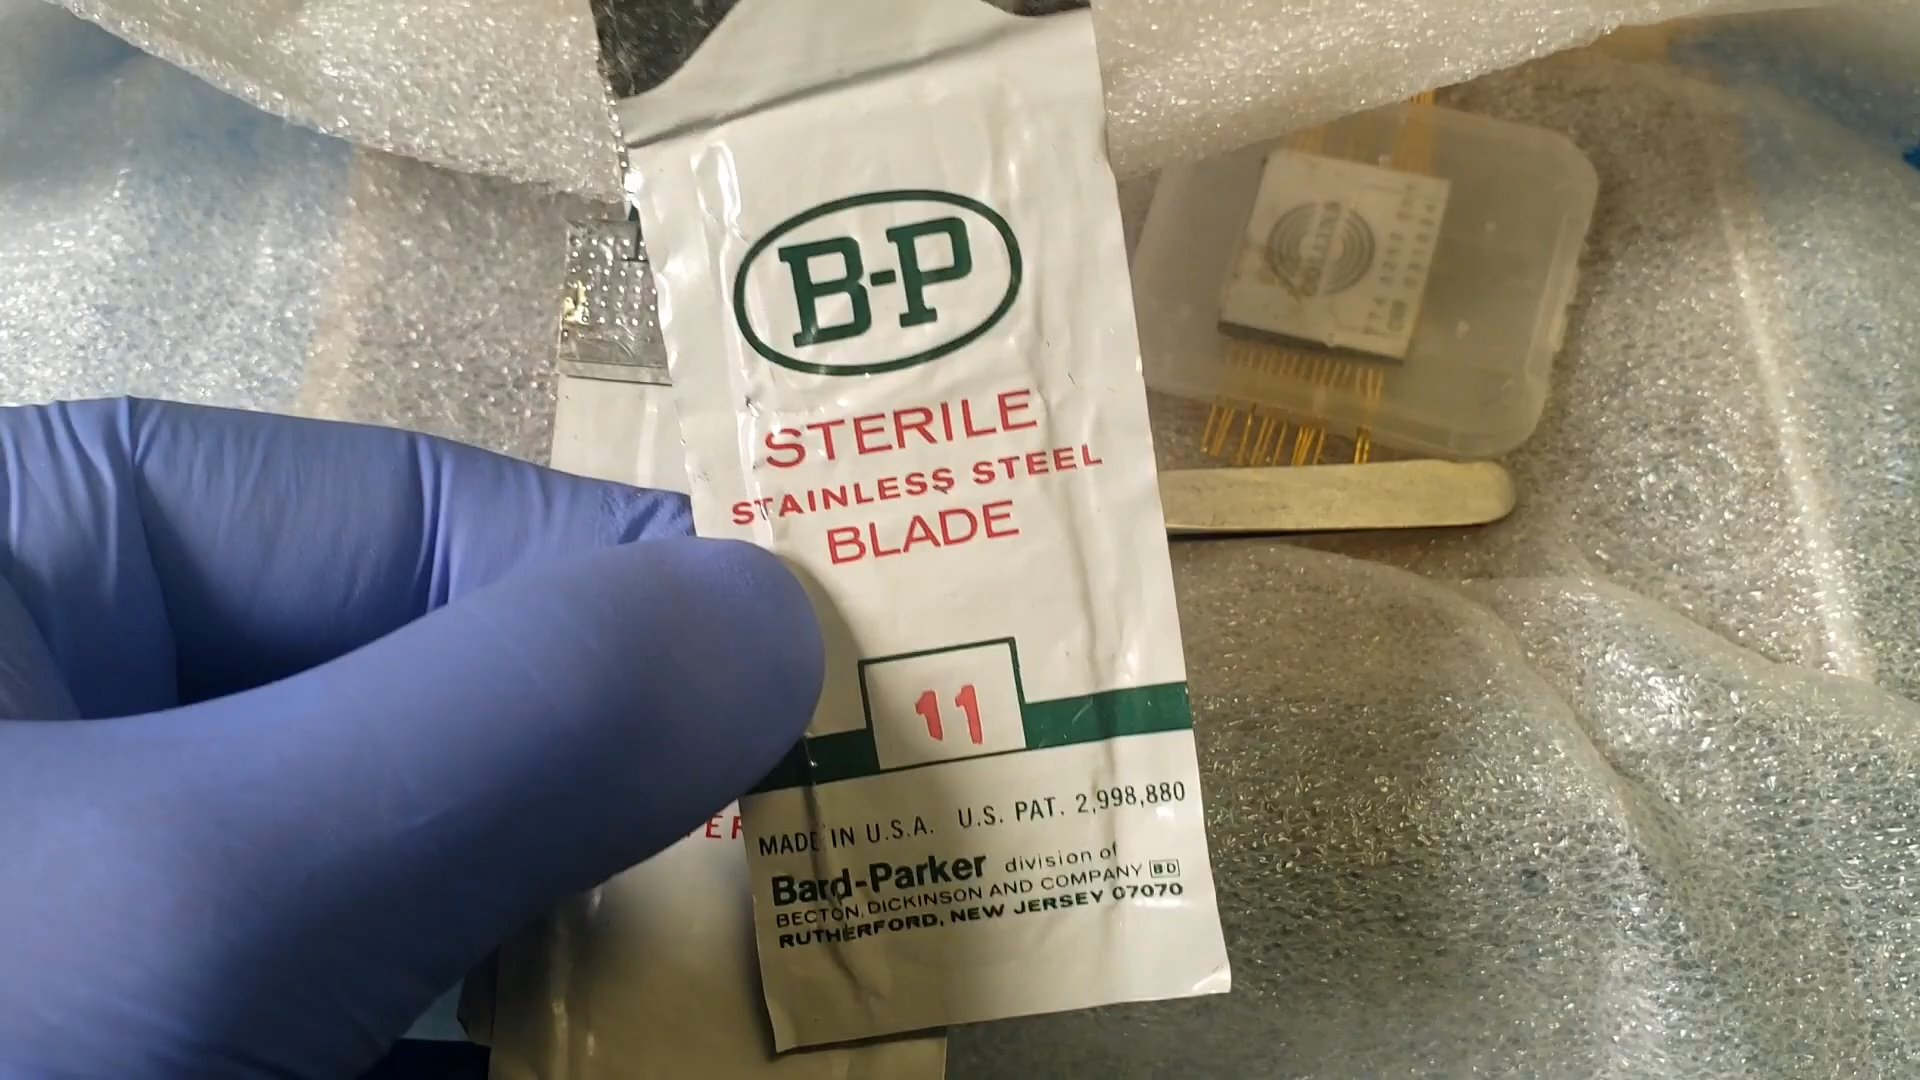 B-P
STERILE
STAINLESS STEEL
BLADE
11
MADE IN U.S.A. U.S. PAT. 2,998,880
Bard-Parker division of
BECTON, DICKINSON AND COMPANY BD
RUTHERFORD, NEW JERSEY 07070